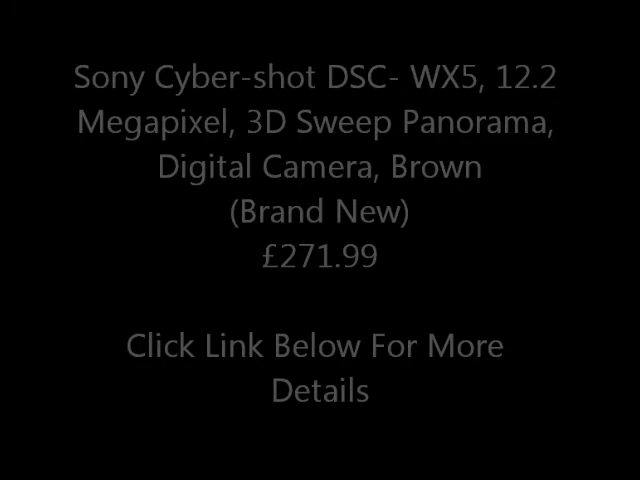 Sony Cyber-shot DSC- WX5, 12.2
Megapixel, 3D Sweep Panorama,
Digital Camera, Brown
(Brand New)
£271.99
Click Link Below For More
Details